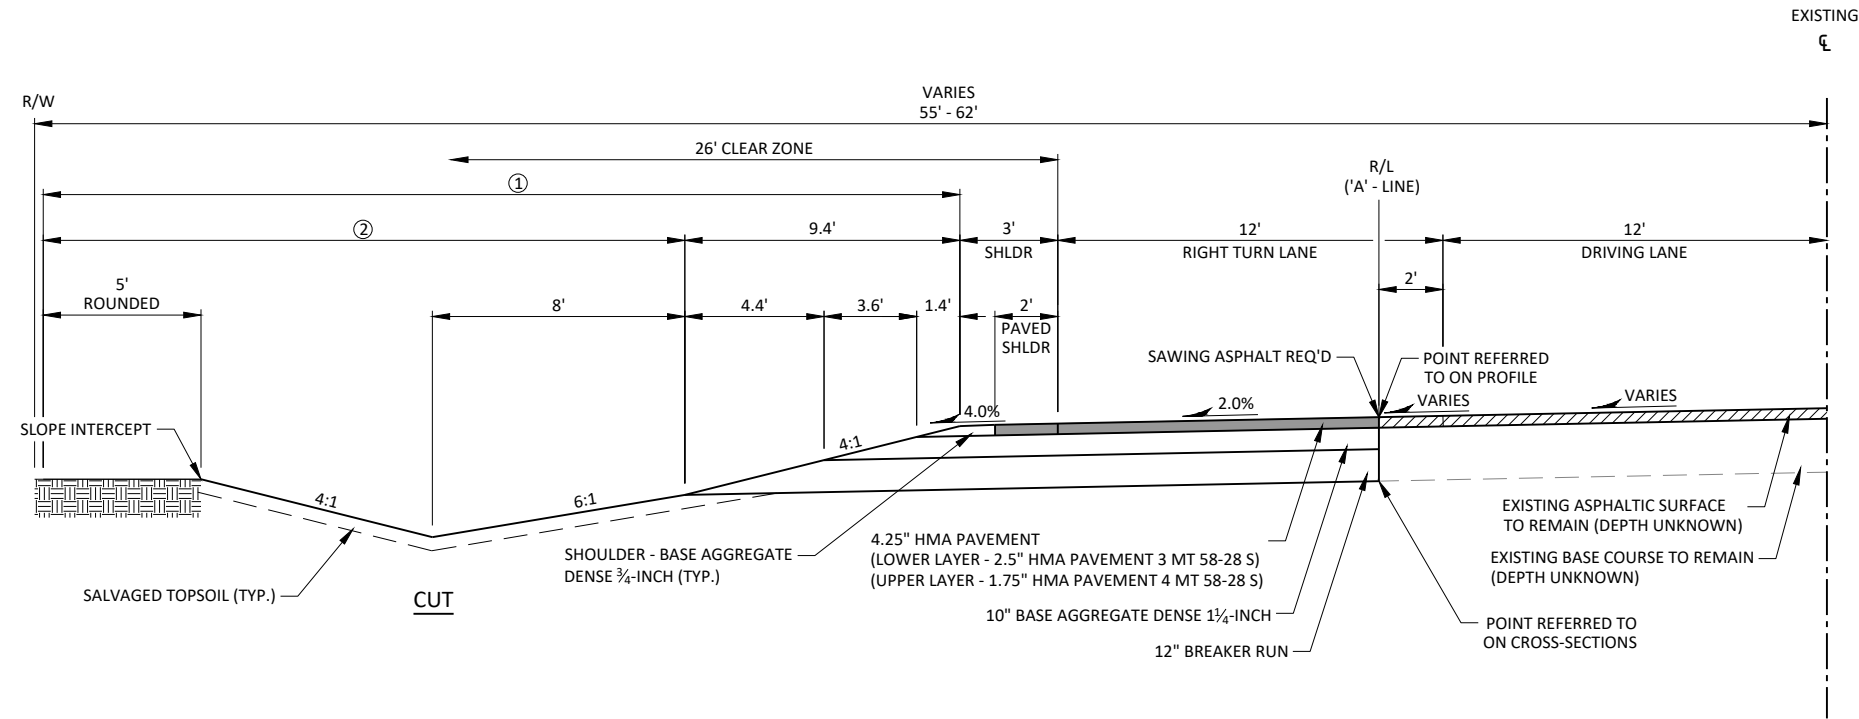 EXISTING
℄
R/W
VARIES
55' - 62'
26' CLEAR ZONE
R/L
('A' - LINE)
①
②
9.4'
3'
SHLDR
12'
RIGHT TURN LANE
12'
DRIVING LANE
5'
ROUNDED
2'
8'
4.4'
3.6'
1.4'
2'
PAVED
SHLDR
SAWING ASPHALT REQ'D
POINT REFERRED
TO ON PROFILE
4.0%
2.0%
VARIES
VARIES
SLOPE INTERCEPT
4:1
4:1
6:1
SHOULDER - BASE AGGREGATE
DENSE ¾-INCH (TYP.)
4.25" HMA PAVEMENT
(LOWER LAYER - 2.5" HMA PAVEMENT 3 MT 58-28 S)
(UPPER LAYER - 1.75" HMA PAVEMENT 4 MT 58-28 S)
EXISTING ASPHALTIC SURFACE
TO REMAIN (DEPTH UNKNOWN)
EXISTING BASE COURSE TO REMAIN
(DEPTH UNKNOWN)
SALVAGED TOPSOIL (TYP.)
CUT
10" BASE AGGREGATE DENSE 1¼-INCH
12" BREAKER RUN
POINT REFERRED TO
ON CROSS-SECTIONS